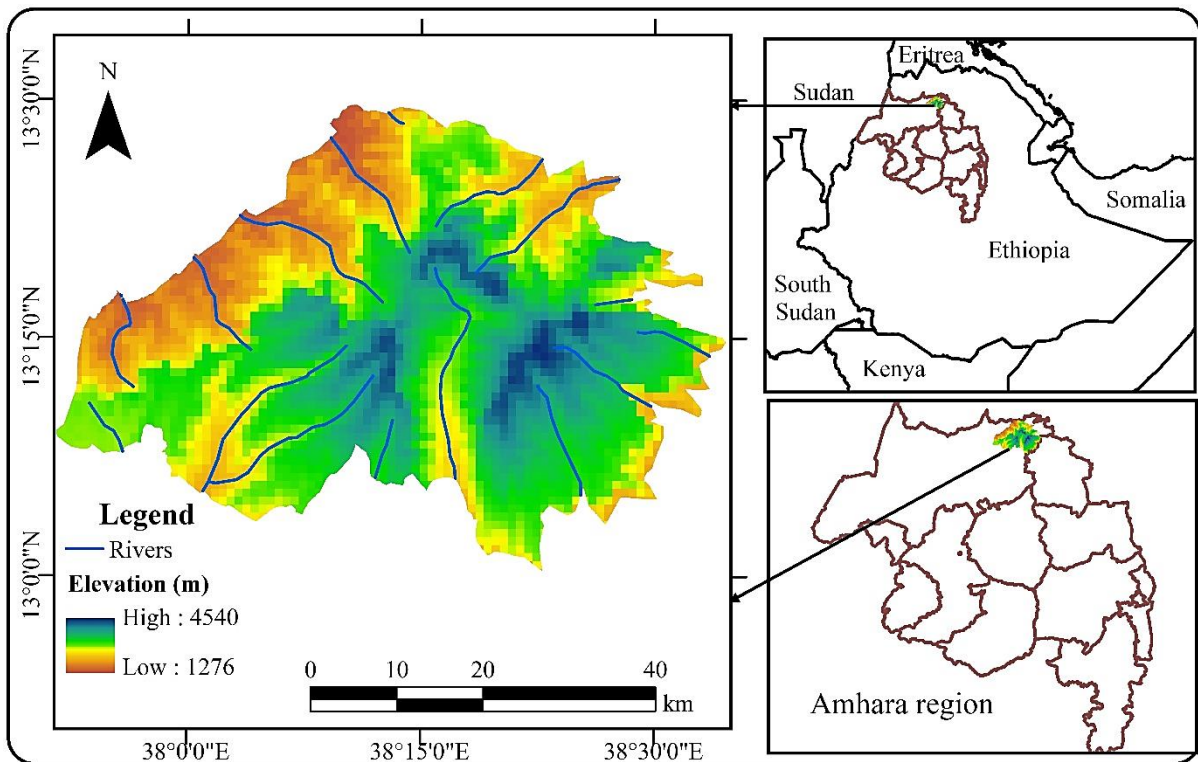 N
13°30'0"N
13°15'0"N
13°0'0"N
Legend
Rivers
Elevation (m)
High : 4540
Low : 1276
0 10 20 40
km
38°0'0"E 38°15'0"E 38°30'0"E
Eritrea
Sudan
Somalia
Ethiopia
South
Sudan
Kenya
Amhara region